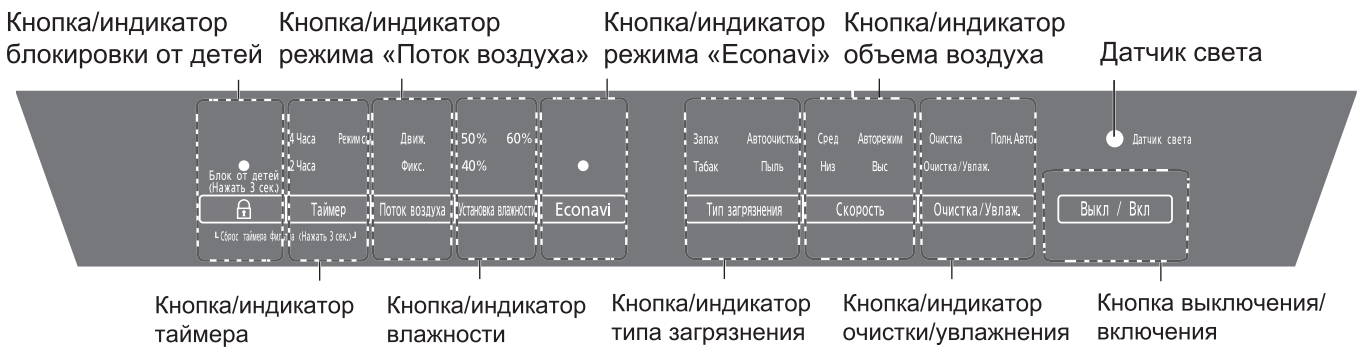 Кнопка/индикатор
блокировки от детей
Кнопка/индикатор
режима «Поток воздуха»
Кнопка/индикатор
режима «Econavi»
Кнопка/индикатор
объема воздуха
Датчик света
Блок от детей
(Нажать 3 сек.)
4 Часа Режим сн
2 Часа
Таймер
└ Сброс таймера фильтра (Нажать 3 сек.)┘
Движ.
Фикс.
Поток воздуха
50% 60%
40%
Установка влажности
Econavi
Запах Автоочистка
Табак Пыль
Тип загрязнения
Сред Авторежим
Низ Выс
Скорость
Очистка Полн.Авто
Очистка/Увлаж.
Очистка/Увлаж.
Датчик света
Выкл / Вкл
Кнопка/индикатор
таймера
Кнопка/индикатор
влажности
Кнопка/индикатор
типа загрязнения
Кнопка/индикатор
очистки/увлажнения
Кнопка выключения/
включения